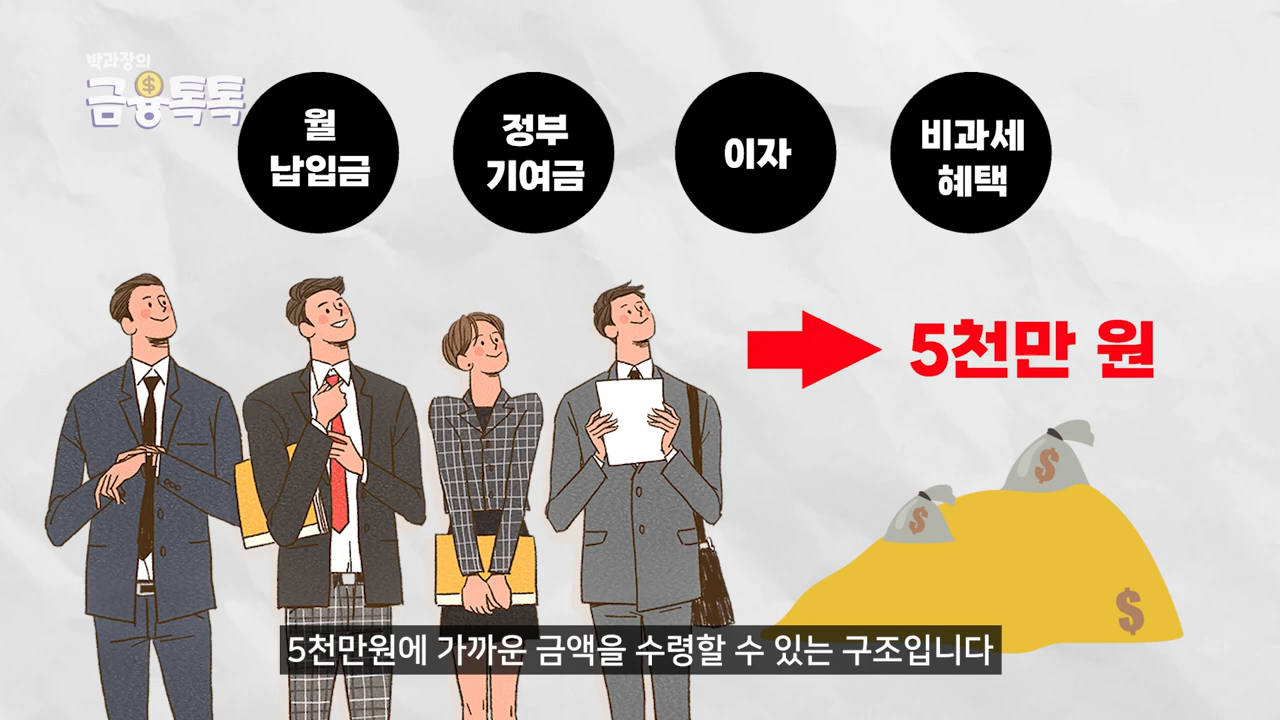 박과장의
금융톡톡
월
납입금
정부
기여금
이자
비과세
혜택
5천만 원
$
$
$
5천만원에 가까운 금액을 수령할 수 있는 구조입니다